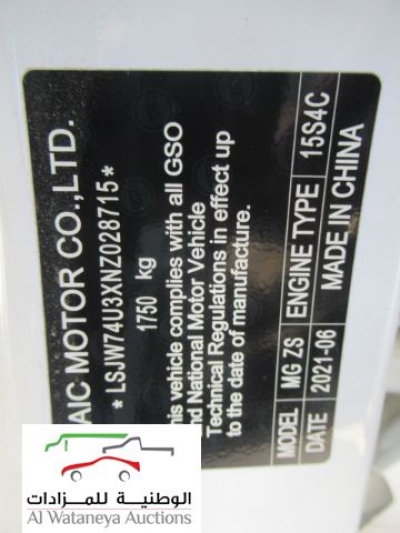 AIC MOTOR CO.,LTD.
* LSJW74U3XNZ028715 *
1750 kg
his vehicle complies with all GSO
nd National Motor Vehicle
Technical Regulations in effect up
to the date of manufacture.
MODEL MG ZS ENGINE TYPE 15S4C
DATE 2021-06 MADE IN CHINA
الوطنية للمزادات
Al Wataneya Auctions